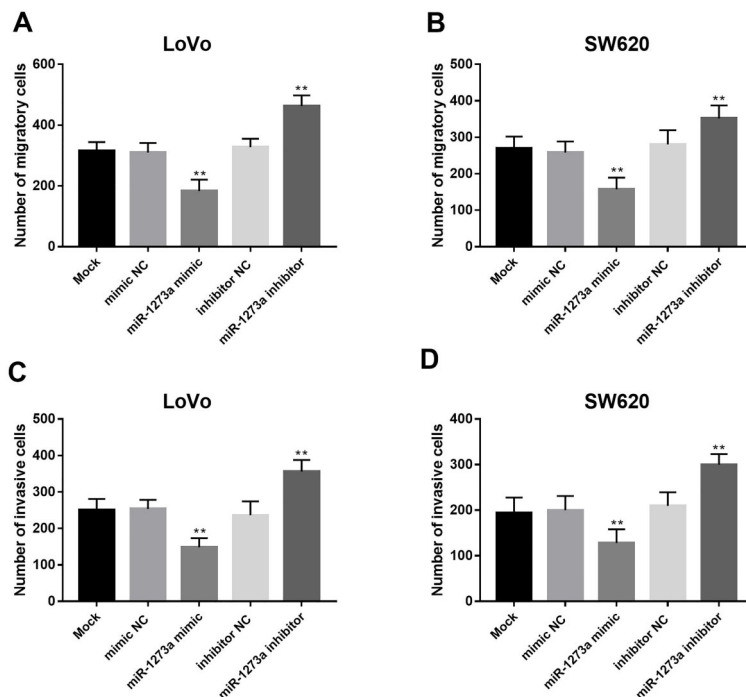 A
LoVo
Number of migratory cells
600
400
200
0
**
**
Mock
mimic NC
miR-1273a mimic
inhibitor NC
miR-1273a inhibitor
B
SW620
Number of migratory cells
500
400
300
200
100
0
**
**
Mock
mimic NC
miR-1273a mimic
inhibitor NC
miR-1273a inhibitor
C
LoVo
Number of invasive cells
500
400
300
200
100
0
**
**
Mock
mimic NC
miR-1273a mimic
inhibitor NC
miR-1273a inhibitor
D
SW620
Number of invasive cells
400
300
200
100
0
**
**
Mock
mimic NC
miR-1273a mimic
inhibitor NC
miR-1273a inhibitor